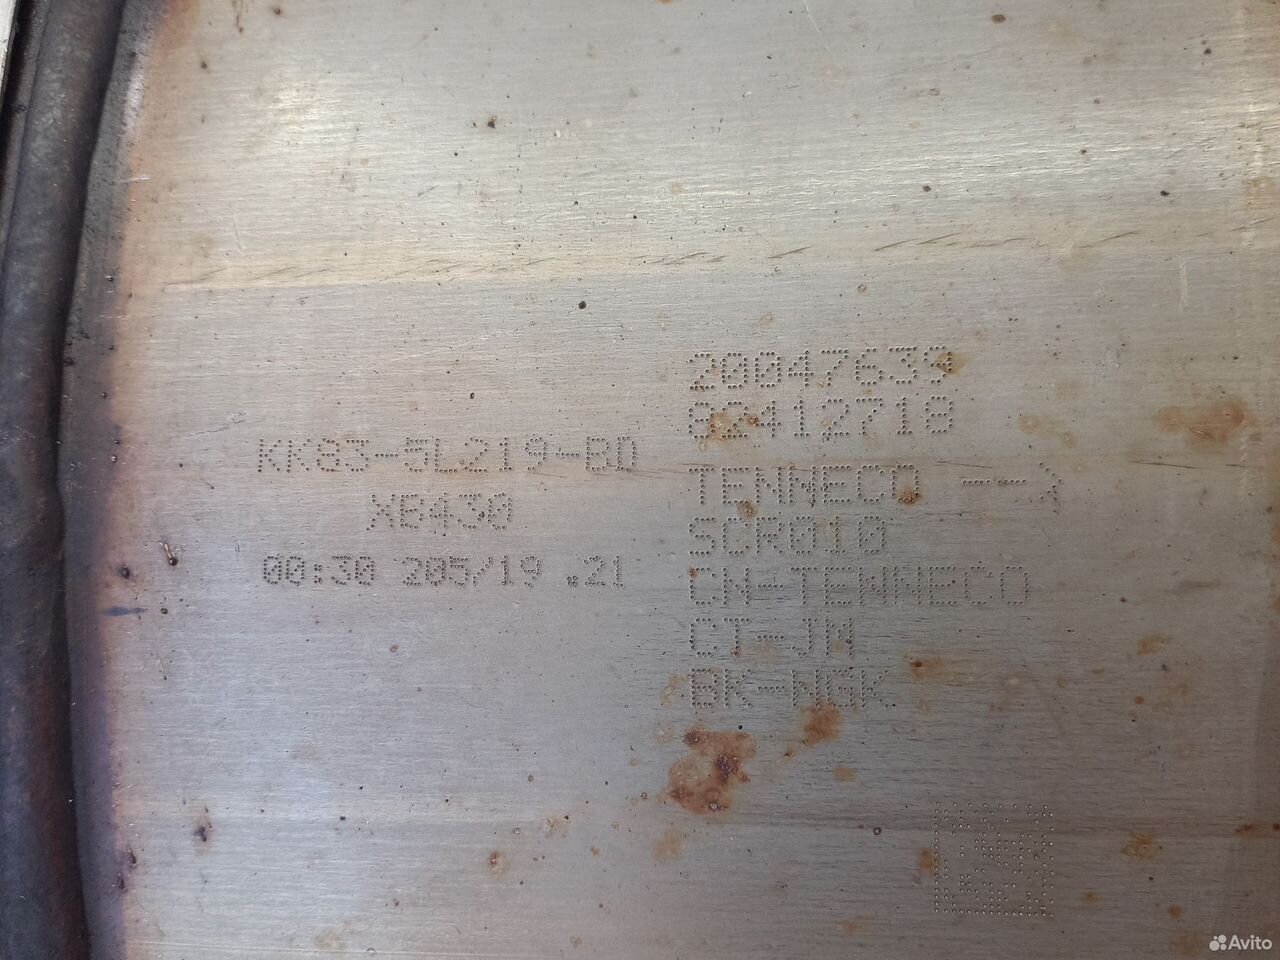 KK83-5L219-BD
XB430
00:30 205/19 .21
20047639
02412718
TENNECO -->
SCR010
CN-TENNECO
CT-JM
BK-NGK
Avito